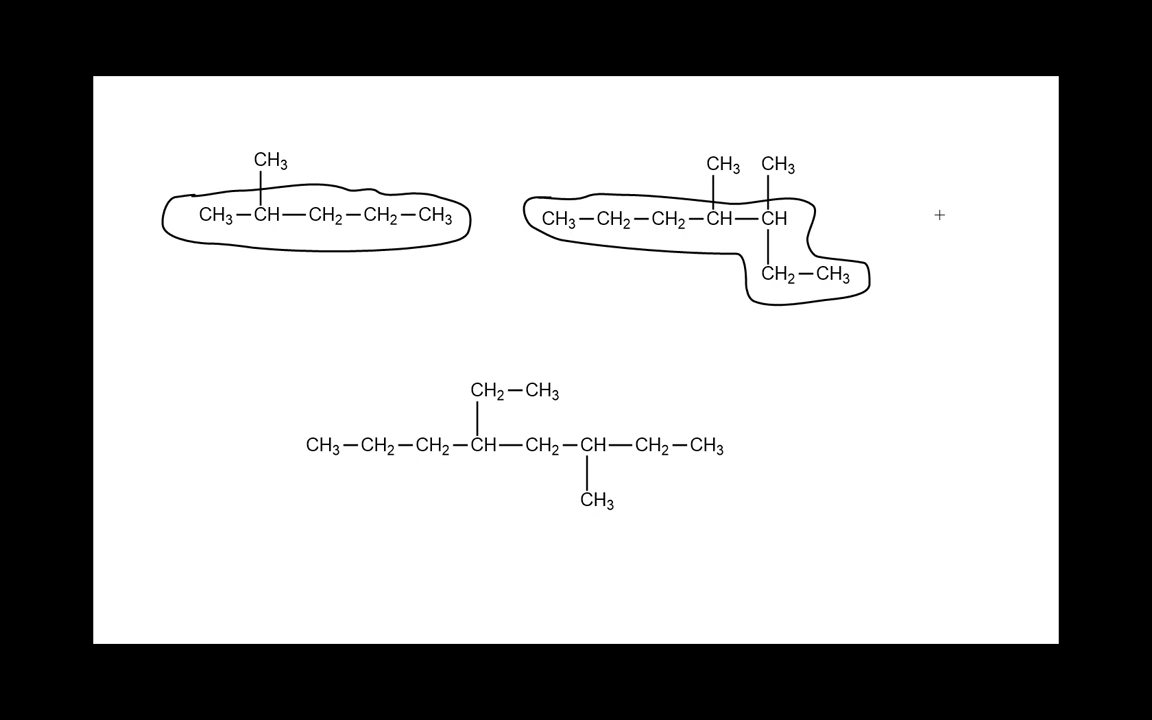 CH₃
CH₃—CH—CH₂—CH₂—CH₃
CH₃ CH₃
CH₃—CH₂—CH₂—CH—CH
CH₂—CH₃
CH₂—CH₃
CH₃—CH₂—CH₂—CH—CH₂—CH—CH₂—CH₃
CH₃